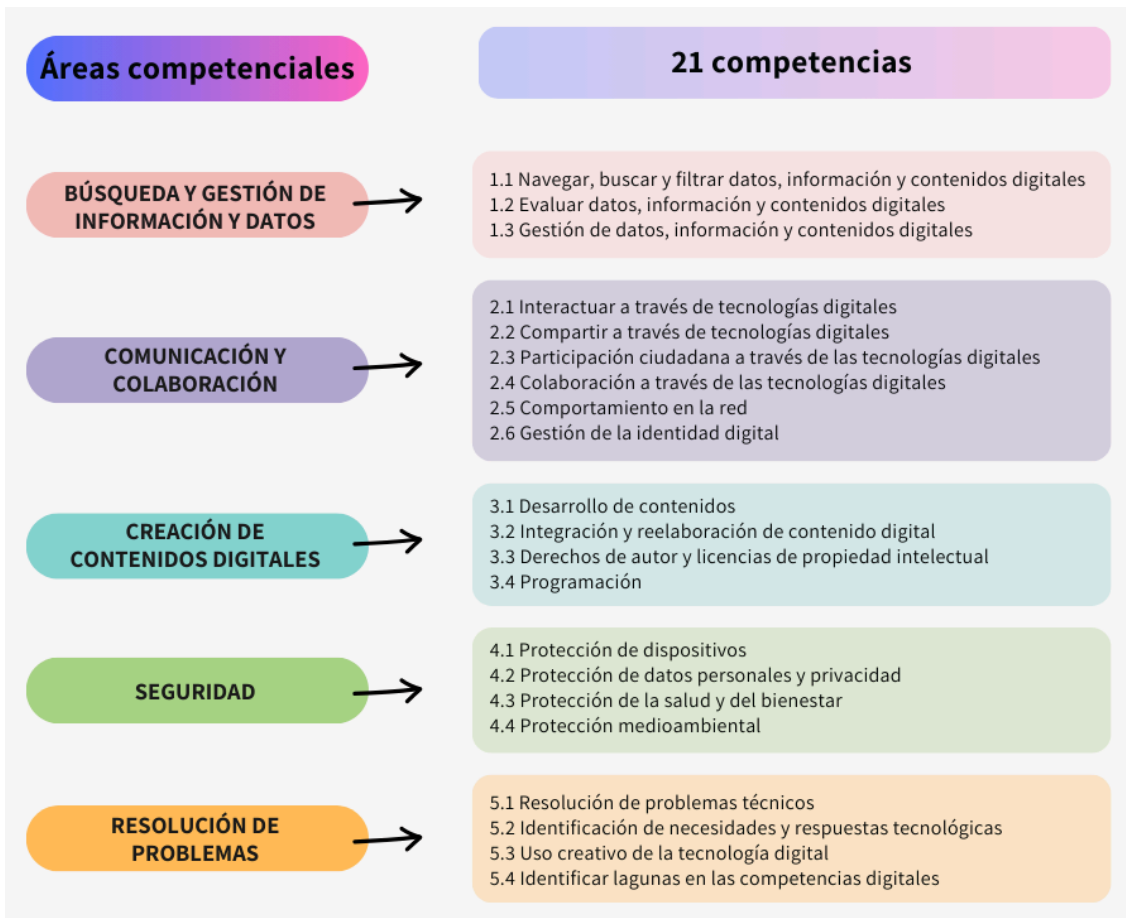 Áreas competenciales
21 competencias
BÚSQUEDA Y GESTIÓN DE
INFORMACIÓN Y DATOS
1.1 Navegar, buscar y filtrar datos, información y contenidos digitales
1.2 Evaluar datos, información y contenidos digitales
1.3 Gestión de datos, información y contenidos digitales
COMUNICACIÓN Y
COLABORACIÓN
2.1 Interactuar a través de tecnologías digitales
2.2 Compartir a través de tecnologías digitales
2.3 Participación ciudadana a través de las tecnologías digitales
2.4 Colaboración a través de las tecnologías digitales
2.5 Comportamiento en la red
2.6 Gestión de la identidad digital
CREACIÓN DE
CONTENIDOS DIGITALES
3.1 Desarrollo de contenidos
3.2 Integración y reelaboración de contenido digital
3.3 Derechos de autor y licencias de propiedad intelectual
3.4 Programación
SEGURIDAD
4.1 Protección de dispositivos
4.2 Protección de datos personales y privacidad
4.3 Protección de la salud y del bienestar
4.4 Protección medioambiental
RESOLUCIÓN DE
PROBLEMAS
5.1 Resolución de problemas técnicos
5.2 Identificación de necesidades y respuestas tecnológicas
5.3 Uso creativo de la tecnología digital
5.4 Identificar lagunas en las competencias digitales